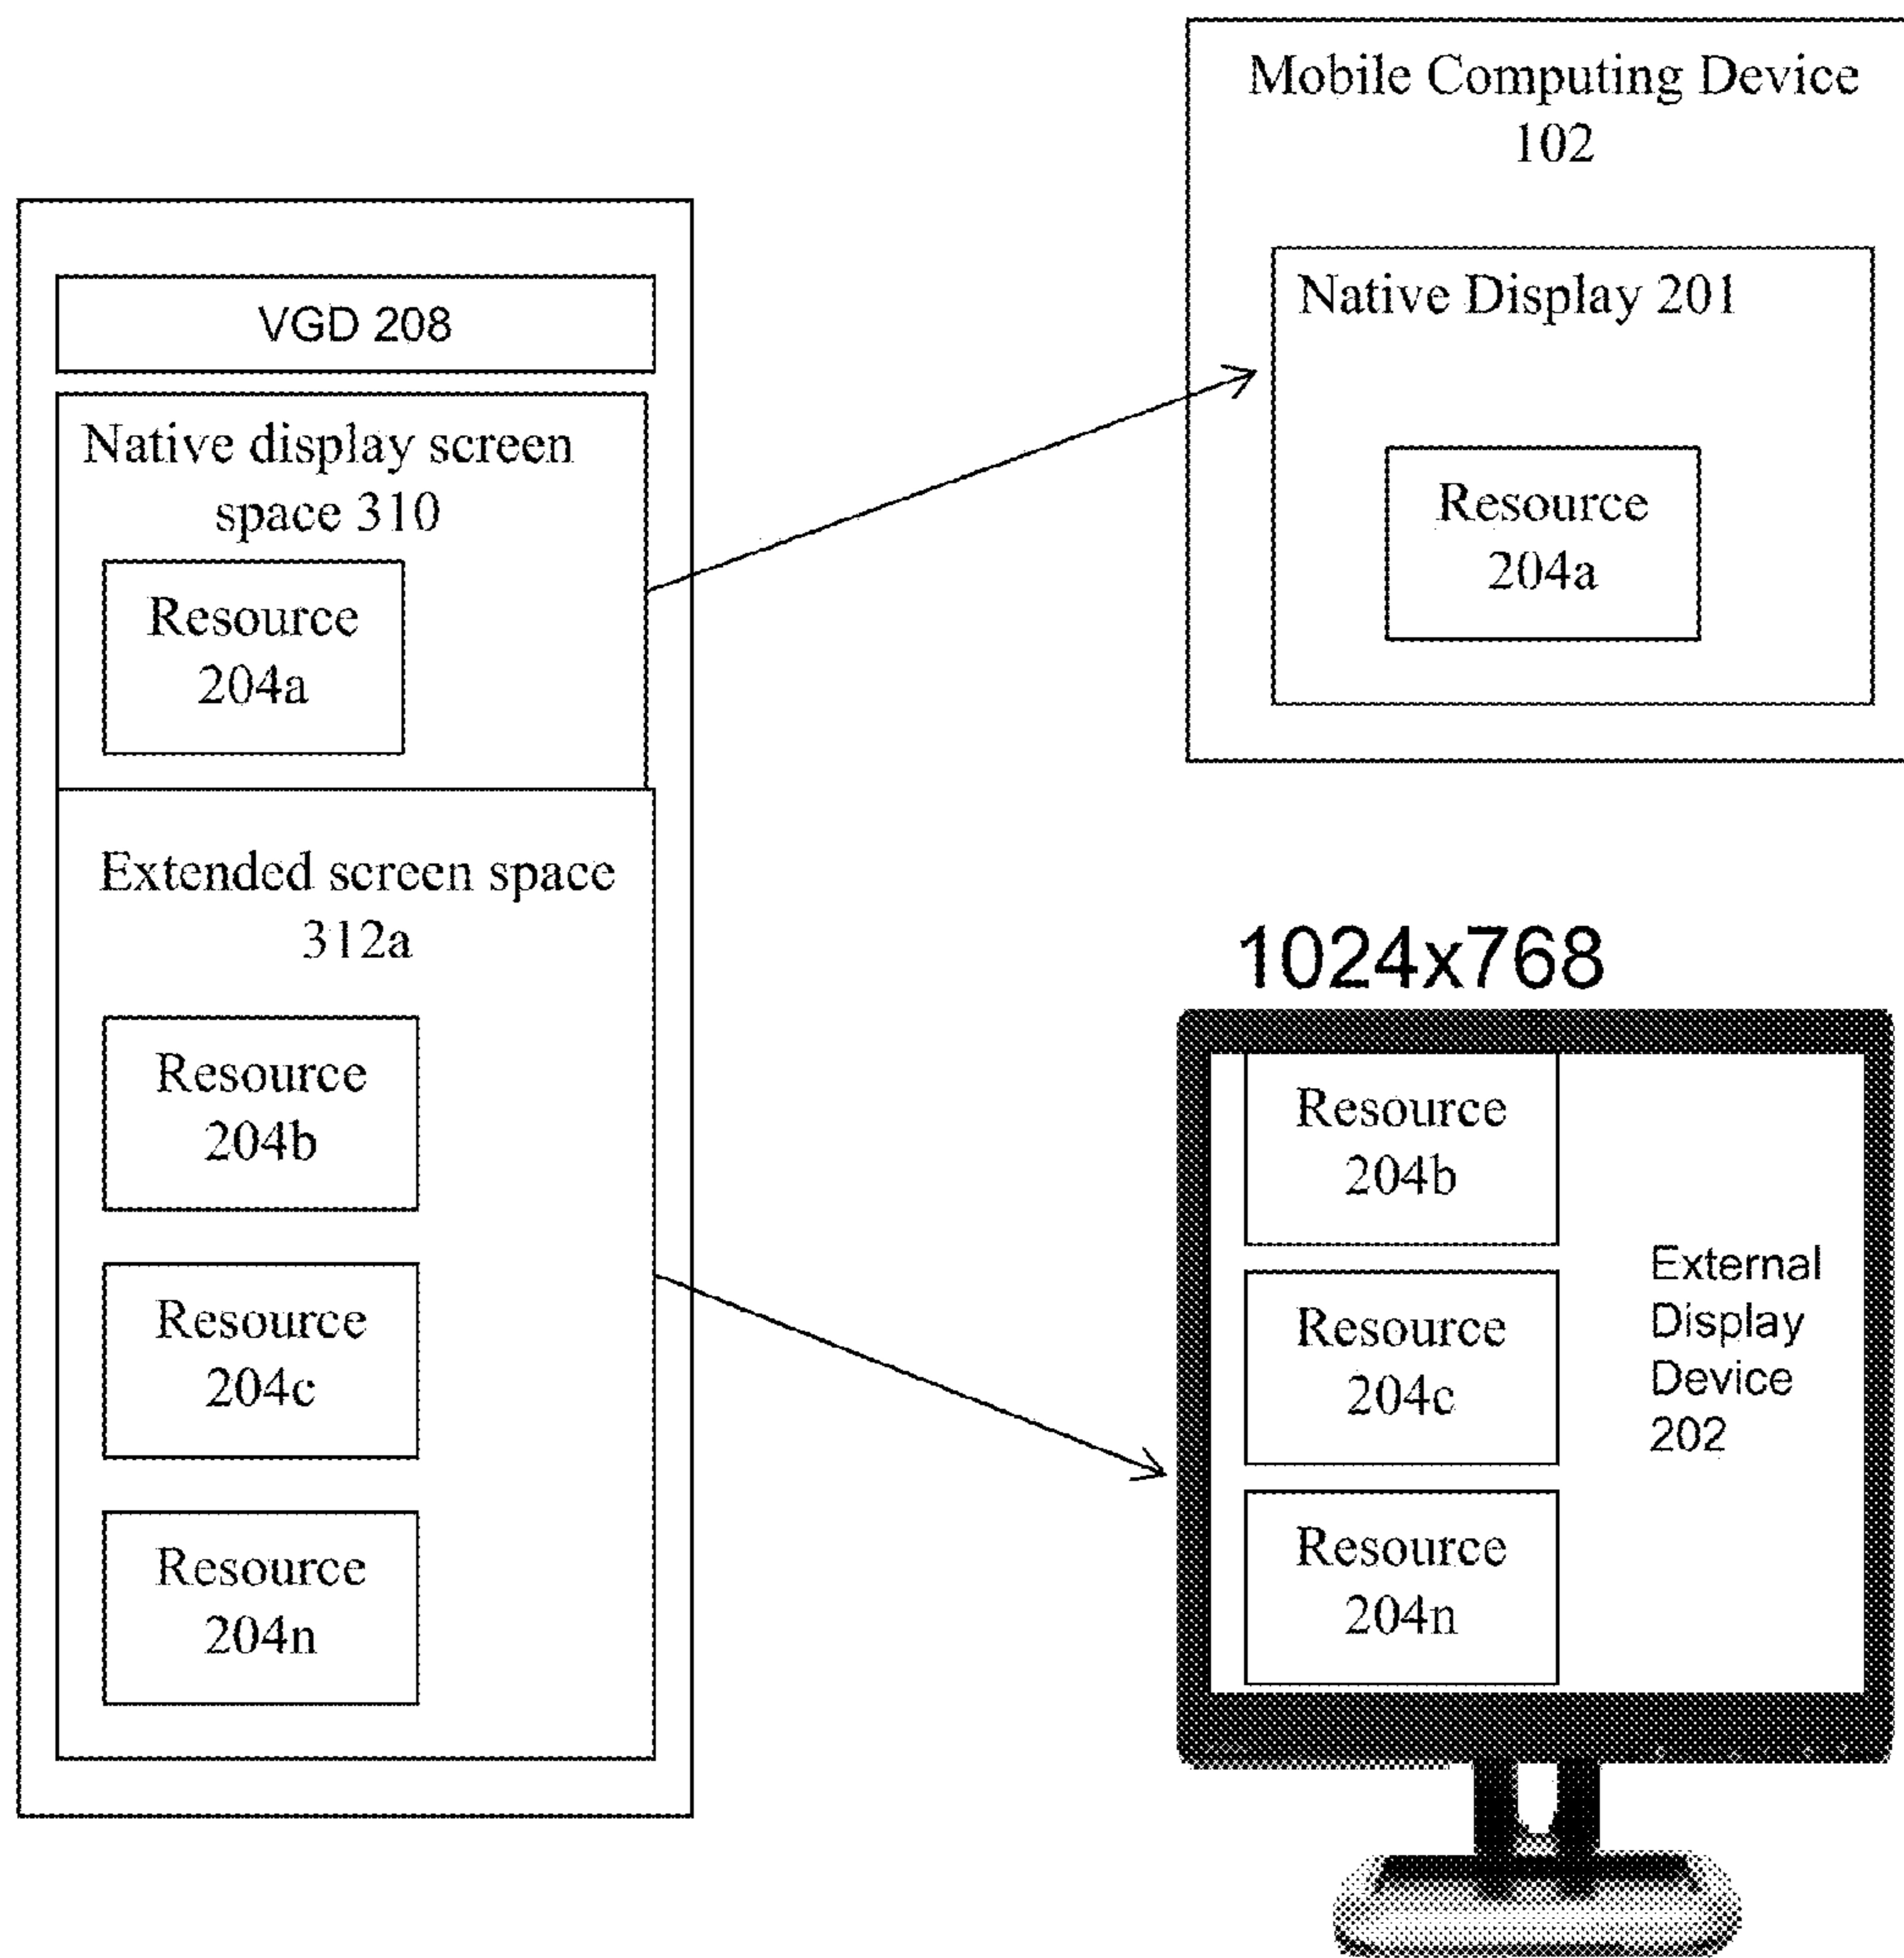 VGD 208
Native display screen
space 310
Resource
204a
Extended screen space
312a
Resource
204b
Resource
204c
Resource
204n
Mobile Computing Device
102
Native Display 201
Resource
204a
1024x768
Resource
204b
Resource
204c
Resource
204n
External
Display
Device
202